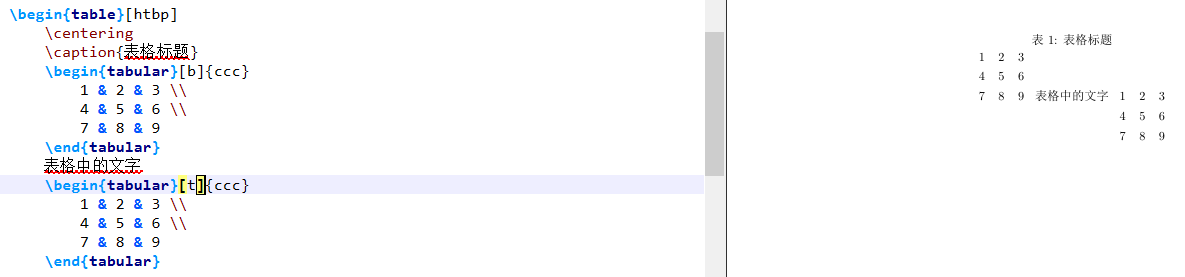 \begin{table}[htbp]
\centering
\caption{表格标题}
\begin{tabular}[b]{ccc}
1 & 2 & 3 \\
4 & 5 & 6 \\
7 & 8 & 9
\end{tabular}
表格中的文字
\begin{tabular}[t]{ccc}
1 & 2 & 3 \\
4 & 5 & 6 \\
7 & 8 & 9
\end{tabular}
表 1: 表格标题
1 2 3
4 5 6
7 8 9 表格中的文字 1 2 3
4 5 6
7 8 9